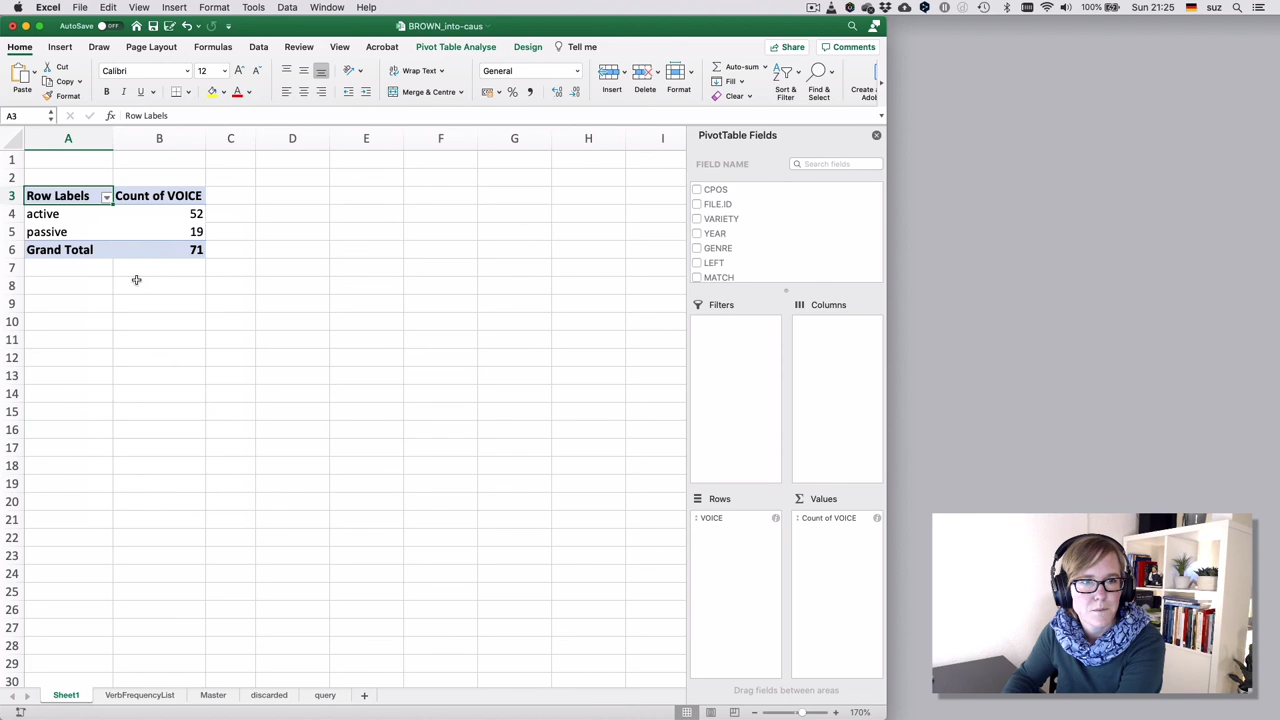 Excel File Edit View Insert Format Tools Data Window Help
100% Sun 21:25 suz
AutoSave OFF BROWN_into-caus
Home Insert Draw Page Layout Formulas Data Review View Acrobat Pivot Table Analyse Design Tell me Share Comments
Paste Cut Copy Format
Calibri 12
B I U A
Wrap Text
Merge & Centre
General
Insert Delete Format
Auto-sum
Fill
Clear
Sort & Filter
Find & Select
A3 fx Row Labels
A B C D E F G H I
1
2
3 Row Labels Count of VOICE
4 active 52
5 passive 19
6 Grand Total 71
7
8
9
10
11
12
13
14
15
16
17
18
19
20
21
22
23
24
25
26
27
28
29
30
PivotTable Fields
FIELD NAME Search fields
CPOS
FILE.ID
VARIETY
YEAR
GENRE
LEFT
MATCH
Filters Columns
Rows Values
VOICE Count of VOICE
Drag fields between areas
Sheet1 VerbFrequencyList Master discarded query
170%